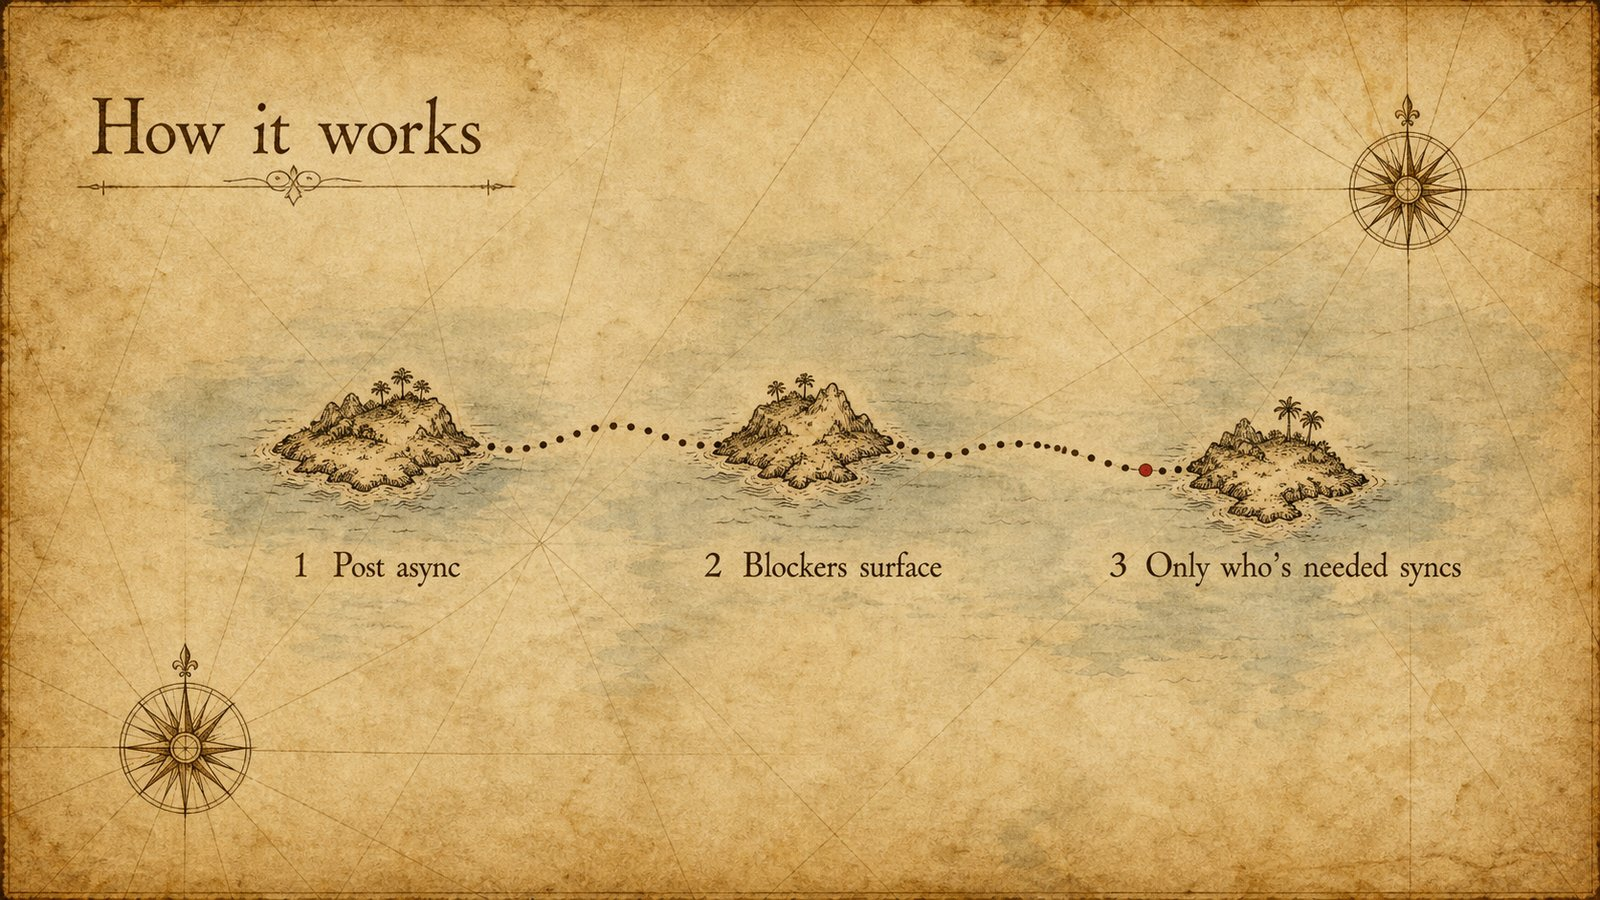 How it works
1 Post async
2 Blockers surface
3 Only who’s needed syncs